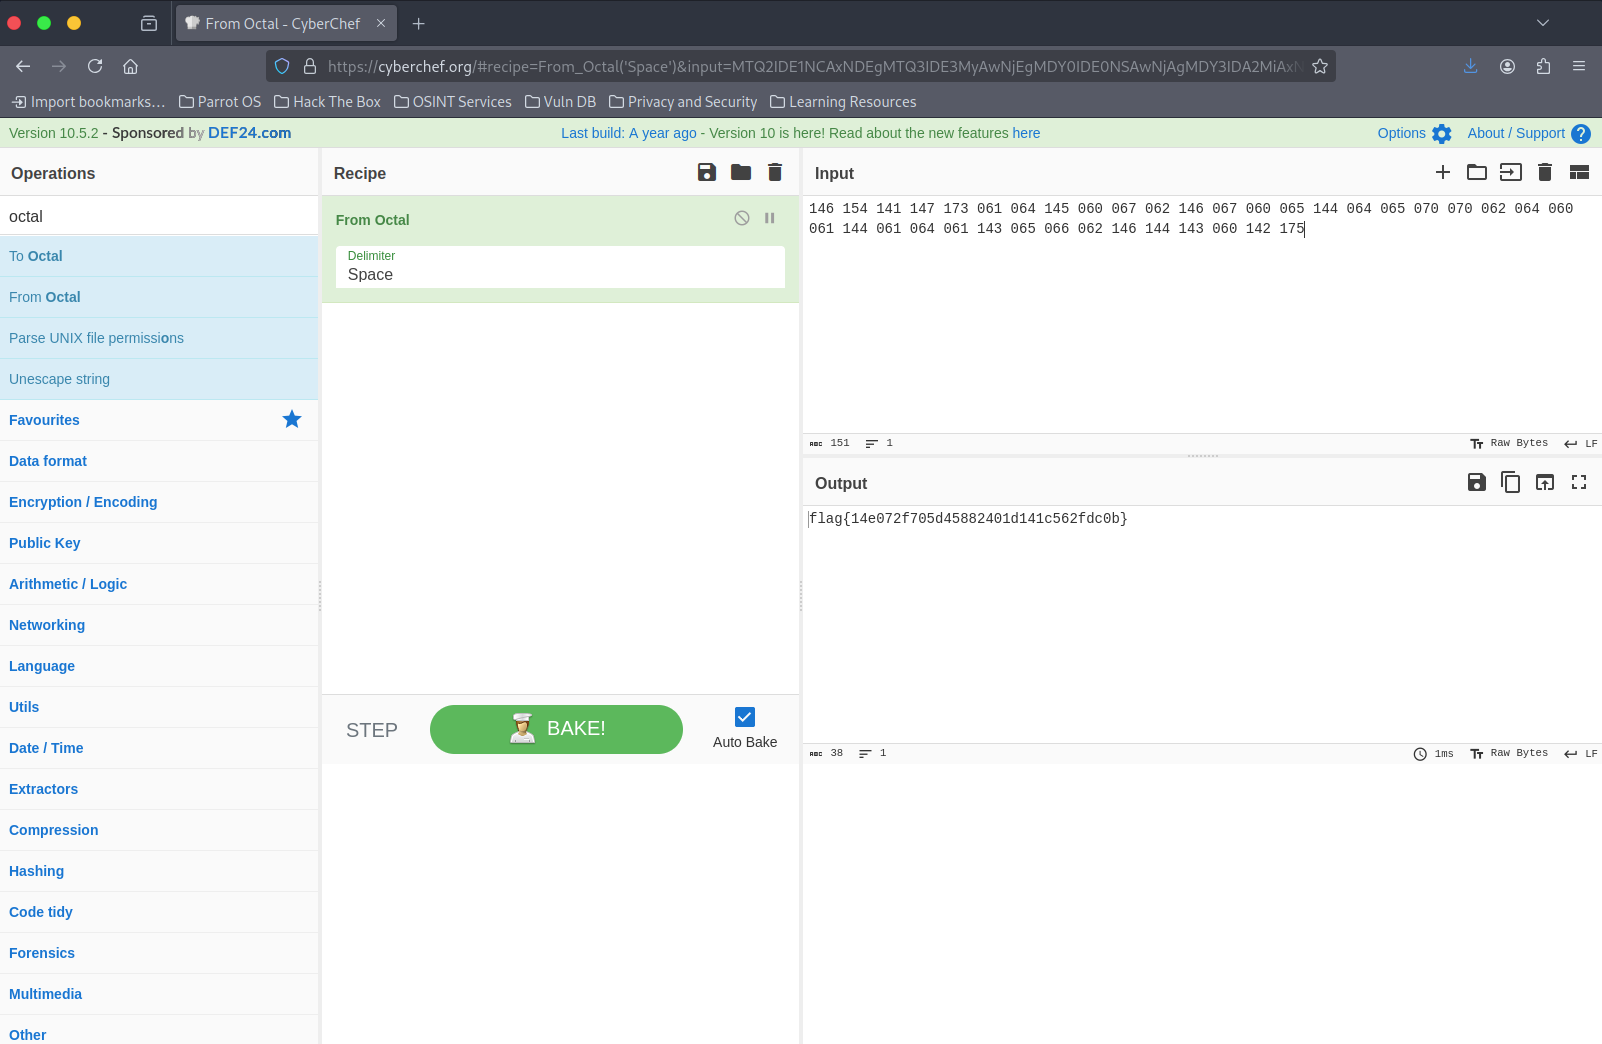 From Octal - CyberChef
https://cyberchef.org/#recipe=From_Octal('Space')&input=MTQ2IDE1NCAxNDEgMTQ3IDE3MyAwNjEgMDY0IDE0NSAwNjAgMDY3IDA2MiAxN
Import bookmarks… Parrot OS Hack The Box OSINT Services Vuln DB Privacy and Security Learning Resources
Version 10.5.2 - Sponsored by DEF24.com Last build: A year ago - Version 10 is here! Read about the new features here Options About / Support ?
Operations
octal
To Octal
From Octal
Parse UNIX file permissions
Unescape string
Favourites
Data format
Encryption / Encoding
Public Key
Arithmetic / Logic
Networking
Language
Utils
Date / Time
Extractors
Compression
Hashing
Code tidy
Forensics
Multimedia
Other
Recipe
From Octal
Delimiter
Space
STEP BAKE! Auto Bake
Input
146 154 141 147 173 061 064 145 060 067 062 146 067 060 065 144 064 065 070 070 062 064 060
061 144 061 064 061 143 065 066 062 146 144 143 060 142 175
ABC 151 1 Tт Raw Bytes LF
Output
flag{14e072f705d45882401d141c562fdc0b}
ABC 38 1 1ms Tт Raw Bytes LF